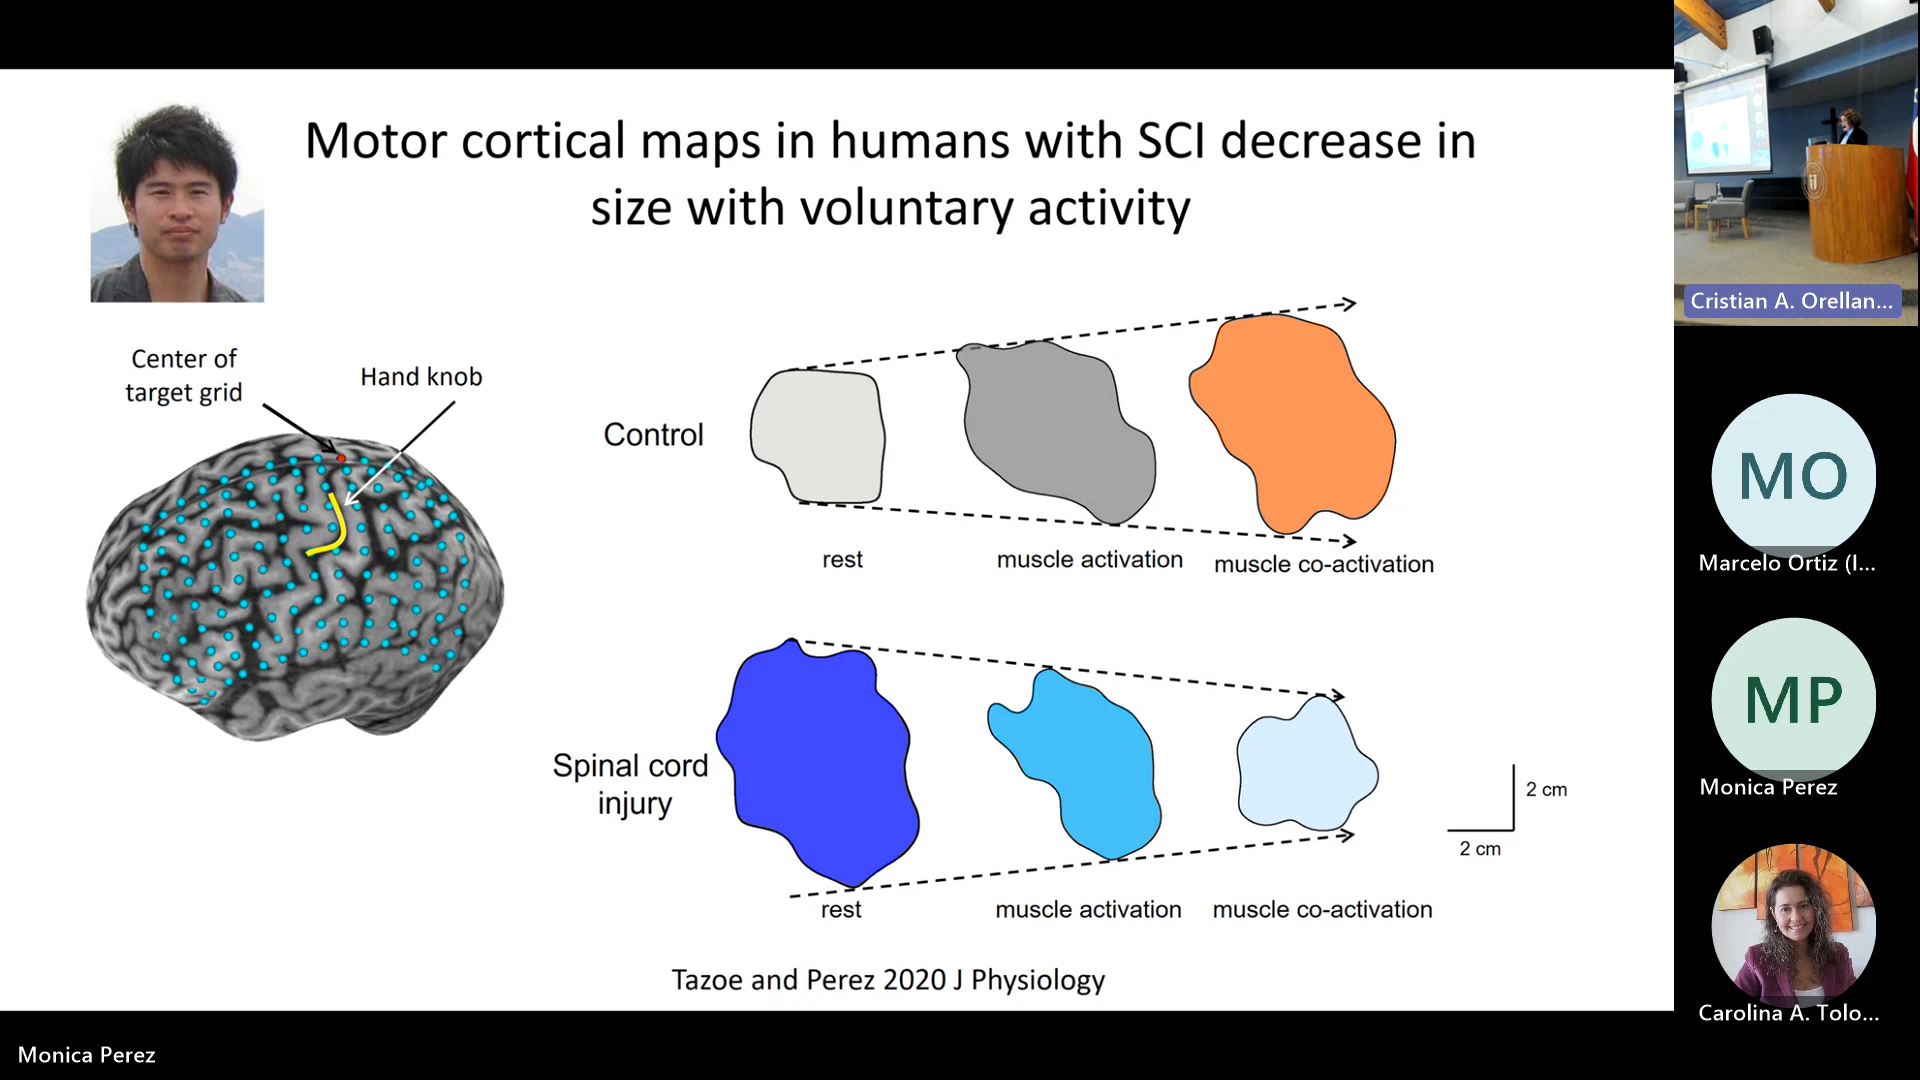 Motor cortical maps in humans with SCI decrease in
size with voluntary activity
Center of
target grid
Hand knob
Control
rest
muscle activation
muscle co-activation
Spinal cord
injury
2 cm
2 cm
rest
muscle activation
muscle co-activation
Tazoe and Perez 2020 J Physiology
Monica Perez
Cristian A. Orellan...
MO
Marcelo Ortiz (I...
MP
Monica Perez
Carolina A. Tolo...